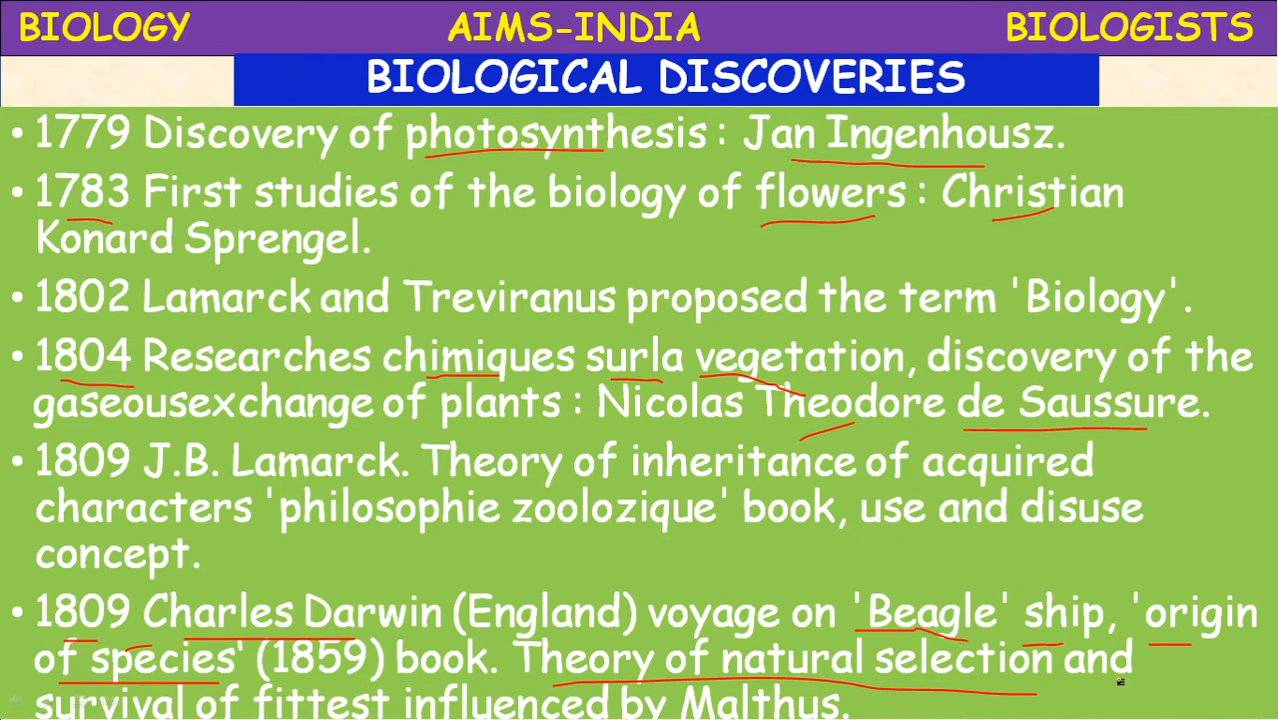 BIOLOGY AIMS-INDIA BIOLOGISTS
BIOLOGICAL DISCOVERIES
• 1779 Discovery of photosynthesis : Jan Ingenhousz.
• 1783 First studies of the biology of flowers : Christian
Konard Sprengel.
• 1802 Lamarck and Treviranus proposed the term 'Biology'.
• 1804 Researches chimiques surla vegetation, discovery of the
gaseousexchange of plants : Nicolas Theodore de Saussure.
• 1809 J.B. Lamarck. Theory of inheritance of acquired
characters 'philosophie zoolozique' book, use and disuse
concept.
• 1809 Charles Darwin (England) voyage on 'Beagle' ship, 'origin
of species' (1859) book. Theory of natural selection and
survival of fittest influenced by Malthus.